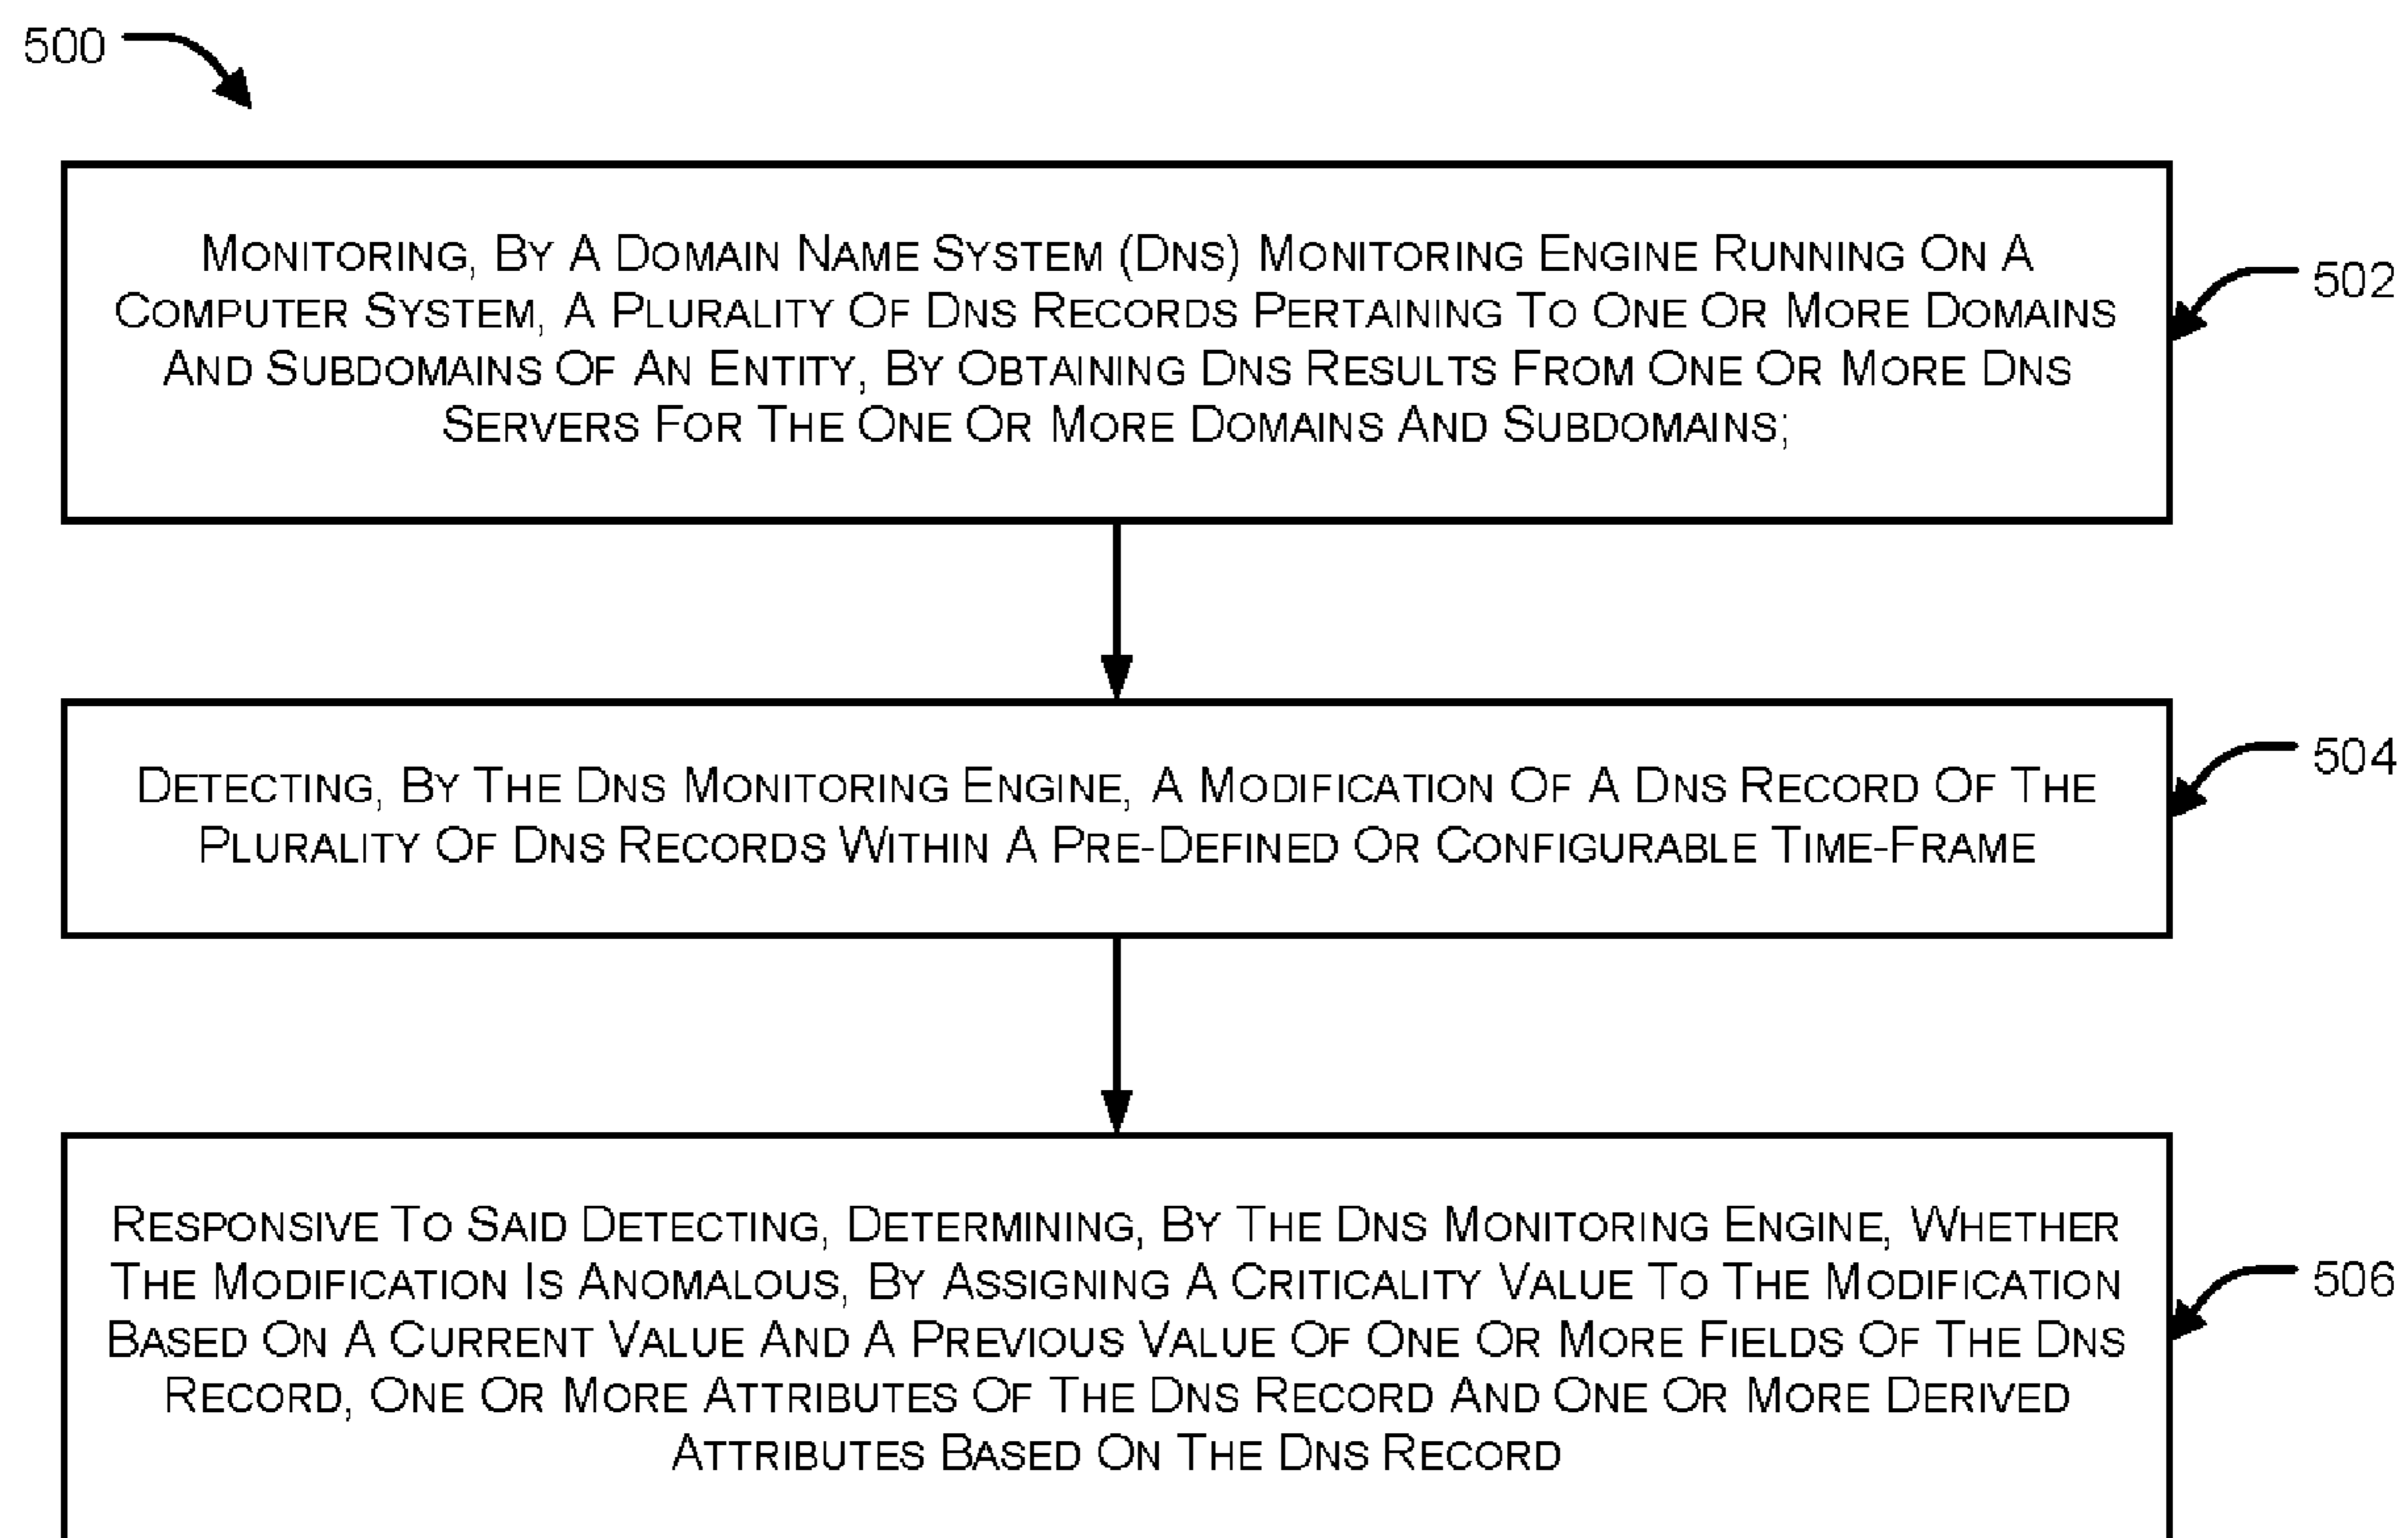 500
MONITORING, BY A DOMAIN NAME SYSTEM (DNS) MONITORING ENGINE RUNNING ON A
COMPUTER SYSTEM, A PLURALITY OF DNS RECORDS PERTAINING TO ONE OR MORE DOMAINS
AND SUBDOMAINS OF AN ENTITY, BY OBTAINING DNS RESULTS FROM ONE OR MORE DNS
SERVERS FOR THE ONE OR MORE DOMAINS AND SUBDOMAINS;
502
DETECTING, BY THE DNS MONITORING ENGINE, A MODIFICATION OF A DNS RECORD OF THE
PLURALITY OF DNS RECORDS WITHIN A PRE-DEFINED OR CONFIGURABLE TIME-FRAME
504
RESPONSIVE TO SAID DETECTING, DETERMINING, BY THE DNS MONITORING ENGINE, WHETHER
THE MODIFICATION IS ANOMALOUS, BY ASSIGNING A CRITICALITY VALUE TO THE MODIFICATION
BASED ON A CURRENT VALUE AND A PREVIOUS VALUE OF ONE OR MORE FIELDS OF THE DNS
RECORD, ONE OR MORE ATTRIBUTES OF THE DNS RECORD AND ONE OR MORE DERIVED
ATTRIBUTES BASED ON THE DNS RECORD
506